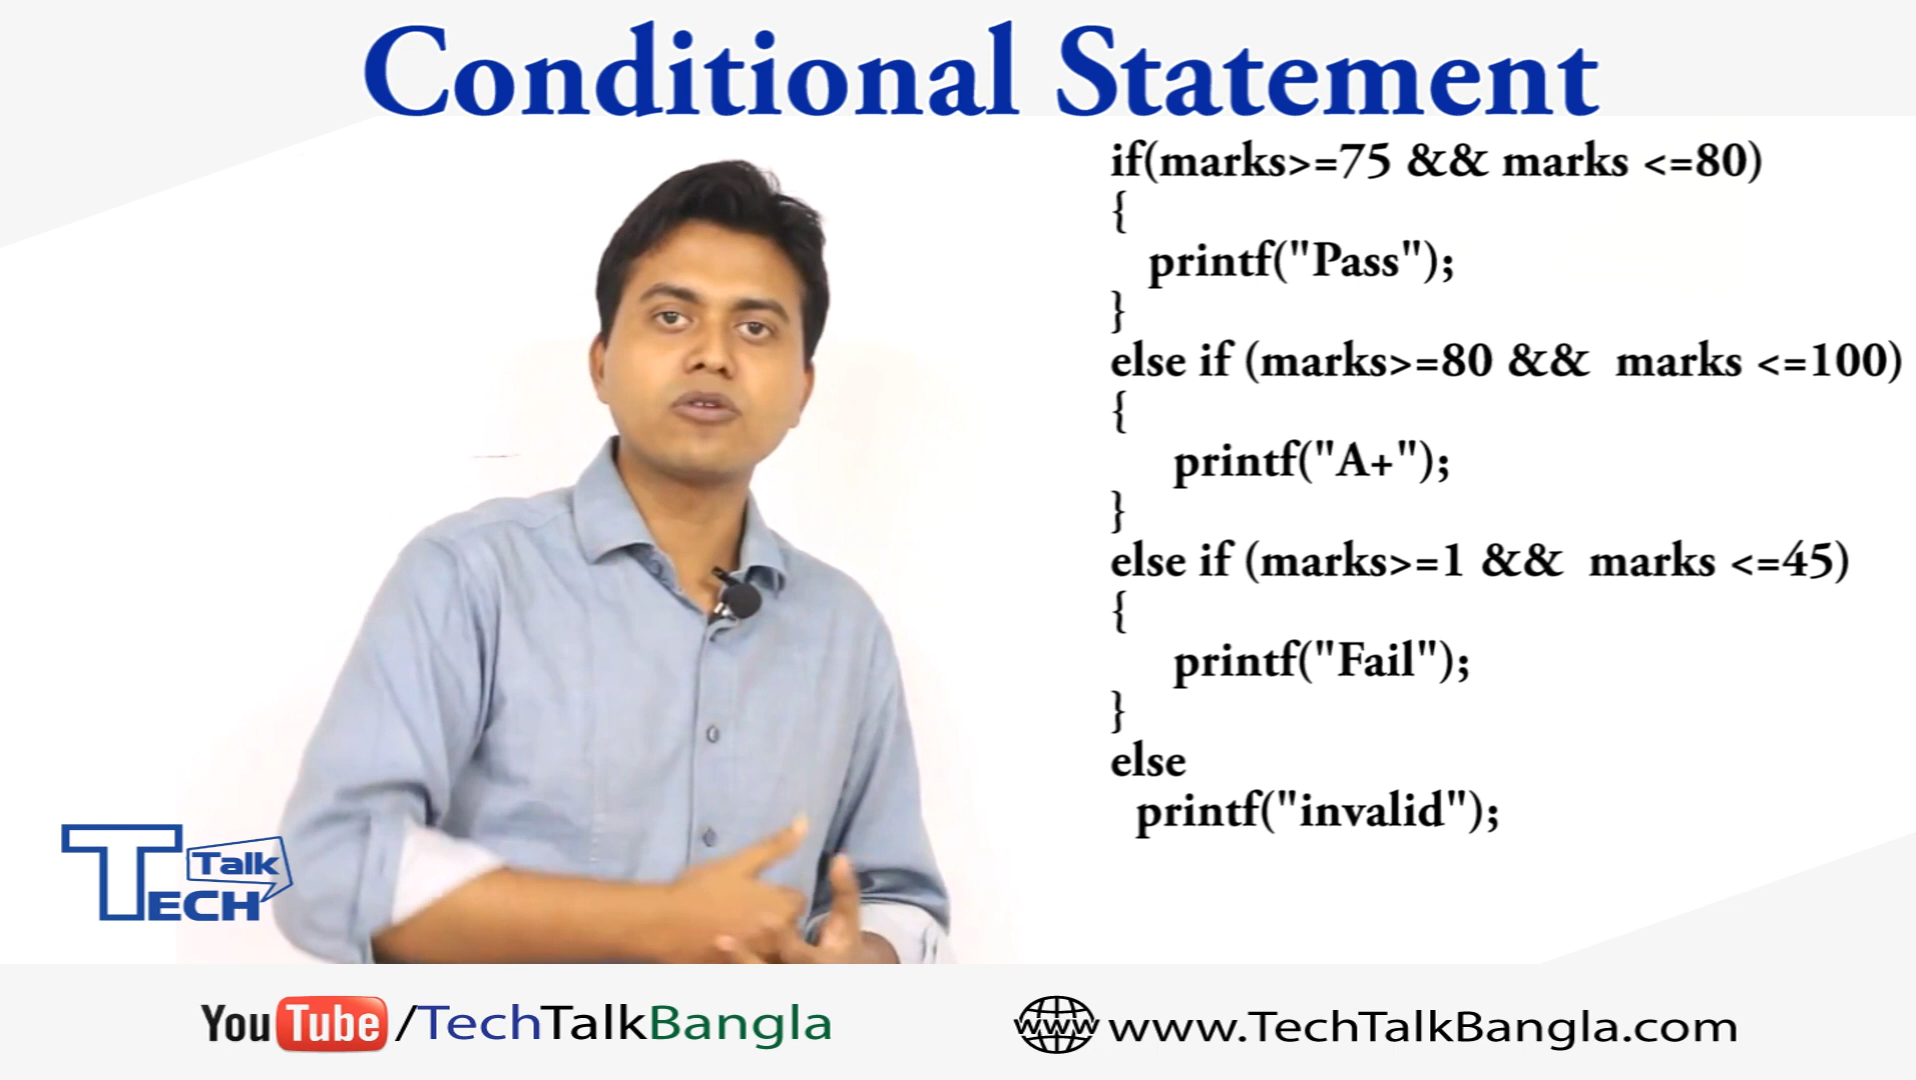 Conditional Statement
if(marks>=75 && marks <=80)
{
printf("Pass");
}
else if (marks>=80 &&  marks <=100)
{
printf("A+");
}
else if (marks>=1 &&  marks <=45)
{
printf("Fail");
}
else
printf("invalid");
Talk
TECH
YouTube /TechTalkBangla
www www.TechTalkBangla.com